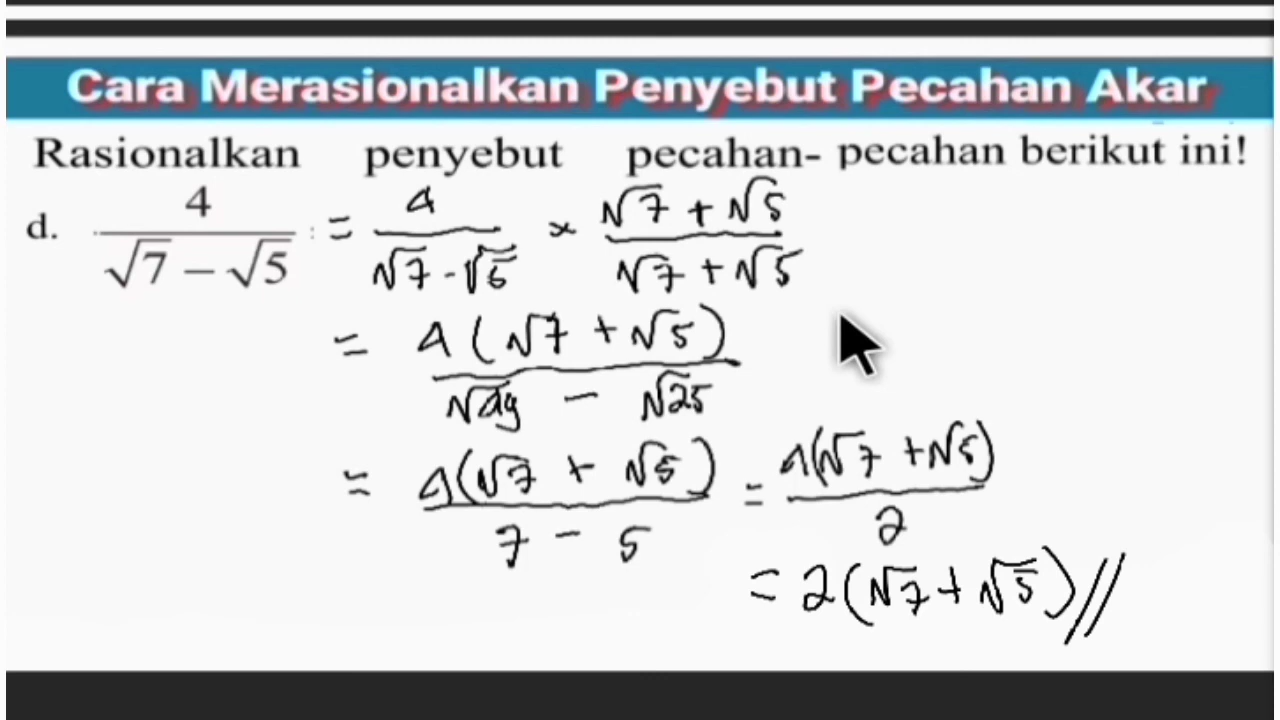 Cara Merasionalkan Penyebut Pecahan Akar
Rasionalkan penyebut pecahan- pecahan berikut ini!
d. 4/(√7 − √5) = 4/(√7 - √5) × (√7 + √5)/(√7 + √5)
= 4(√7 + √5)/(√49 − √25)
= 4(√7 + √5)/(7 − 5) = 4(√7 + √5)/2
= 2(√7 + √5)//